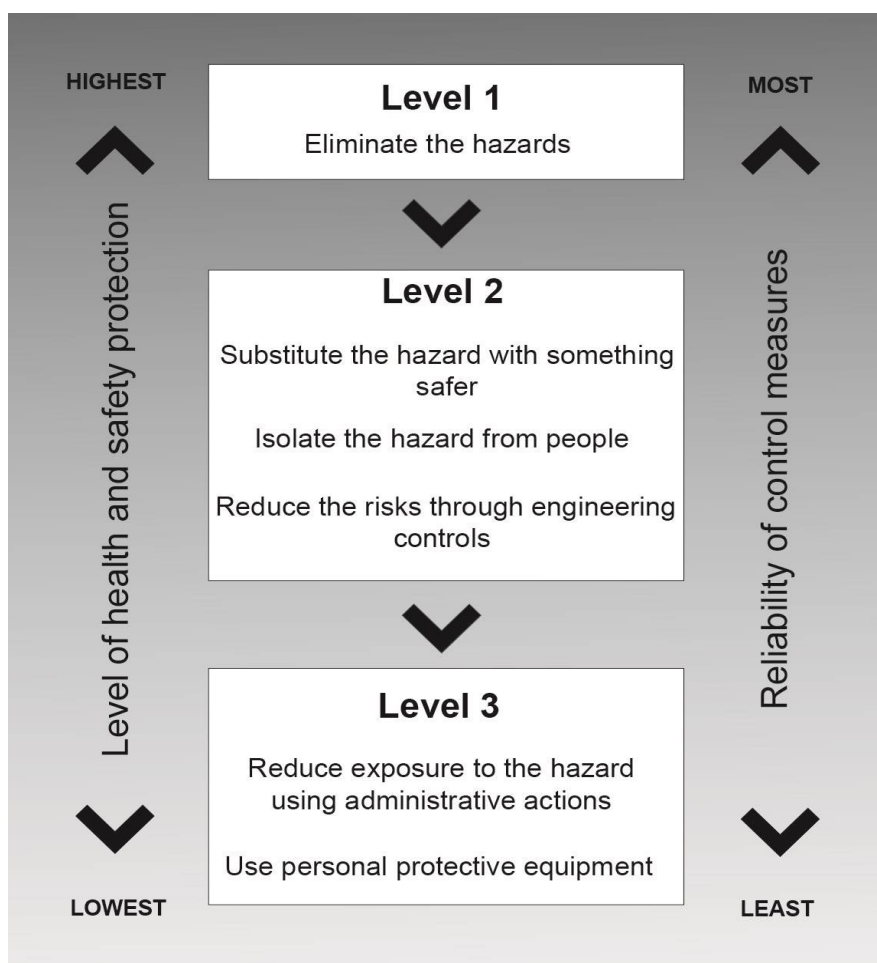 HIGHEST
MOST
Level 1
Eliminate the hazards
Level 2
Substitute the hazard with something
safer
Isolate the hazard from people
Reduce the risks through engineering
controls
Level of health and safety protection
Reliability of control measures
Level 3
Reduce exposure to the hazard
using administrative actions
Use personal protective equipment
LOWEST
LEAST